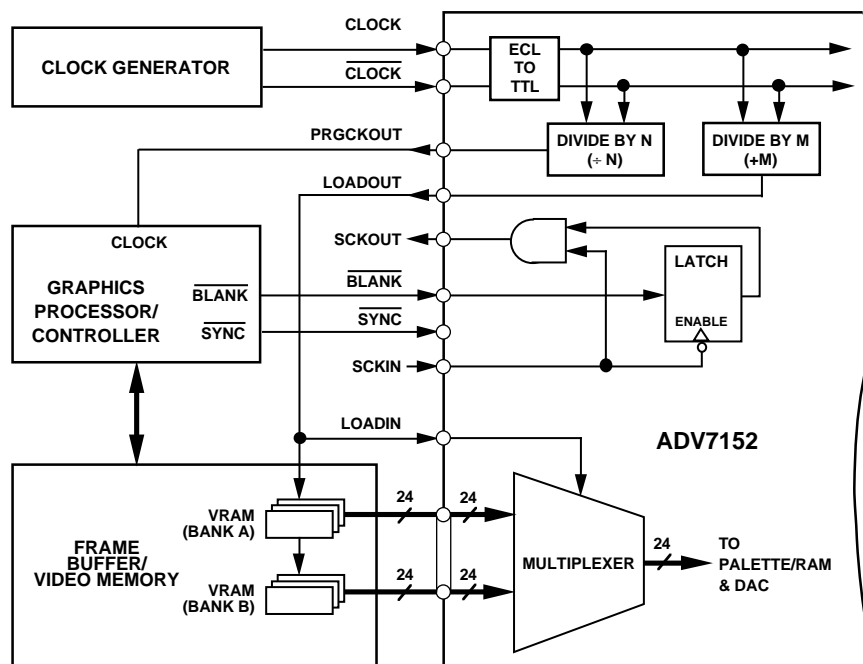 CLOCK
CLOCK GENERATOR
CLOCK
ECL
TO
TTL
PRGCKOUT
DIVIDE BY N
(÷ N)
DIVIDE BY M
(+M)
LOADOUT
CLOCK
SCKOUT
GRAPHICS
PROCESSOR/
CONTROLLER
BLANK
SYNC
BLANK
SYNC
SCKIN
LATCH
ENABLE
LOADIN
ADV7152
FRAME
BUFFER/
VIDEO MEMORY
VRAM
(BANK A)
24
24
VRAM
(BANK B)
24
24
MULTIPLEXER
24
TO
PALETTE/RAM
& DAC